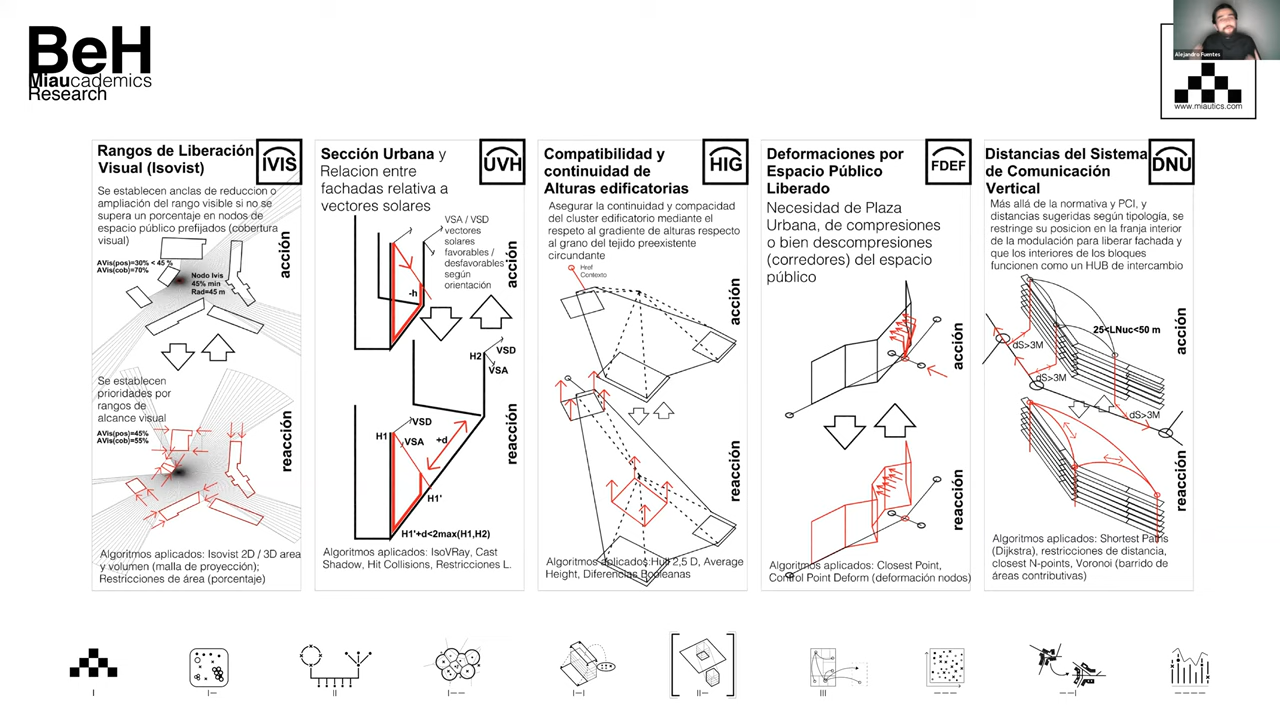 BeH
Miaucademics
Research
Alejandro Fuentes
www.miautics.com
Rangos de Liberación
Visual (Isovist)
IVIS
Se establecen anclas de reduccion o
ampliación del rango visible si no se
supera un porcentaje en nodos de
espacio público prefijados (cobertura
visual)
AVis(pos)=30% < 45 %
AVis(cob)=70%
Nodo Ivis
45% min
Rad=45 m
acción
Se establecen
prioridades por
rangos de
alcance visual
AVis(pos)=45%
AVis(cob)=55%
reacción
Algoritmos aplicados: Isovist 2D / 3D area
y volumen (malla de proyección);
Restricciones de área (porcentaje)
Sección Urbana y
Relacion entre
fachadas relativa a
vectores solares
UVH
VSA / VSD
vectores
solares
favorables /
desfavorables
según
orientación
acción
-h
H2
VSD
VSA
VSD
H1
VSA
+d
H1'
reacción
H1'+d<2max(H1,H2)
Algoritmos aplicados: IsoVRay, Cast
Shadow, Hit Collisions, Restricciones L.
Compatibilidad y
continuidad de
Alturas edificatorias
HIG
Asegurar la continuidad y compacidad
del cluster edificatorio mediante el
respeto al gradiente de alturas respecto
al grano del tejido preexistente
circundante
Href
Contexto
acción
reacción
Algoritmos aplicados:Hull 2,5 D, Average
Height, Diferencias Booleanas
Deformaciones por
Espacio Público
Liberado
FDEF
Necesidad de Plaza
Urbana, de compresiones
o bien descompresiones
(corredores) del espacio
público
acción
reacción
Algoritmos aplicados: Closest Point,
Control Point Deform (deformación nodos)
Distancias del Sistema
de Comunicación
Vertical
DNU
Más allá de la normativa y PCI, y
distancias sugeridas según tipología, se
restringe su posicion en la franja interior
de la modulación para liberar fachada y
que los interiores de los bloques
funcionen como un HUB de intercambio
25<LNuc<50 m
acción
dS>3M
dS>3M
dS>3M
reacción
Algoritmos aplicados: Shortest Paths
(Dijkstra), restricciones de distancia,
closest N-points, Voronoi (barrido de
áreas contributivas)
I
I—
II
I——
I—I
II—
III
———
——I
————